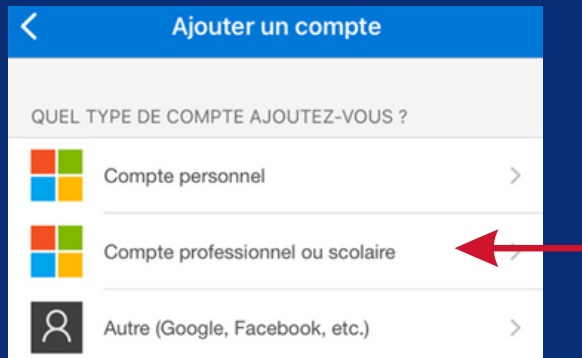 Ajouter un compte
QUEL TYPE DE COMPTE AJOUTEZ-VOUS ?
Compte personnel
Compte professionnel ou scolaire
Autre (Google, Facebook, etc.)